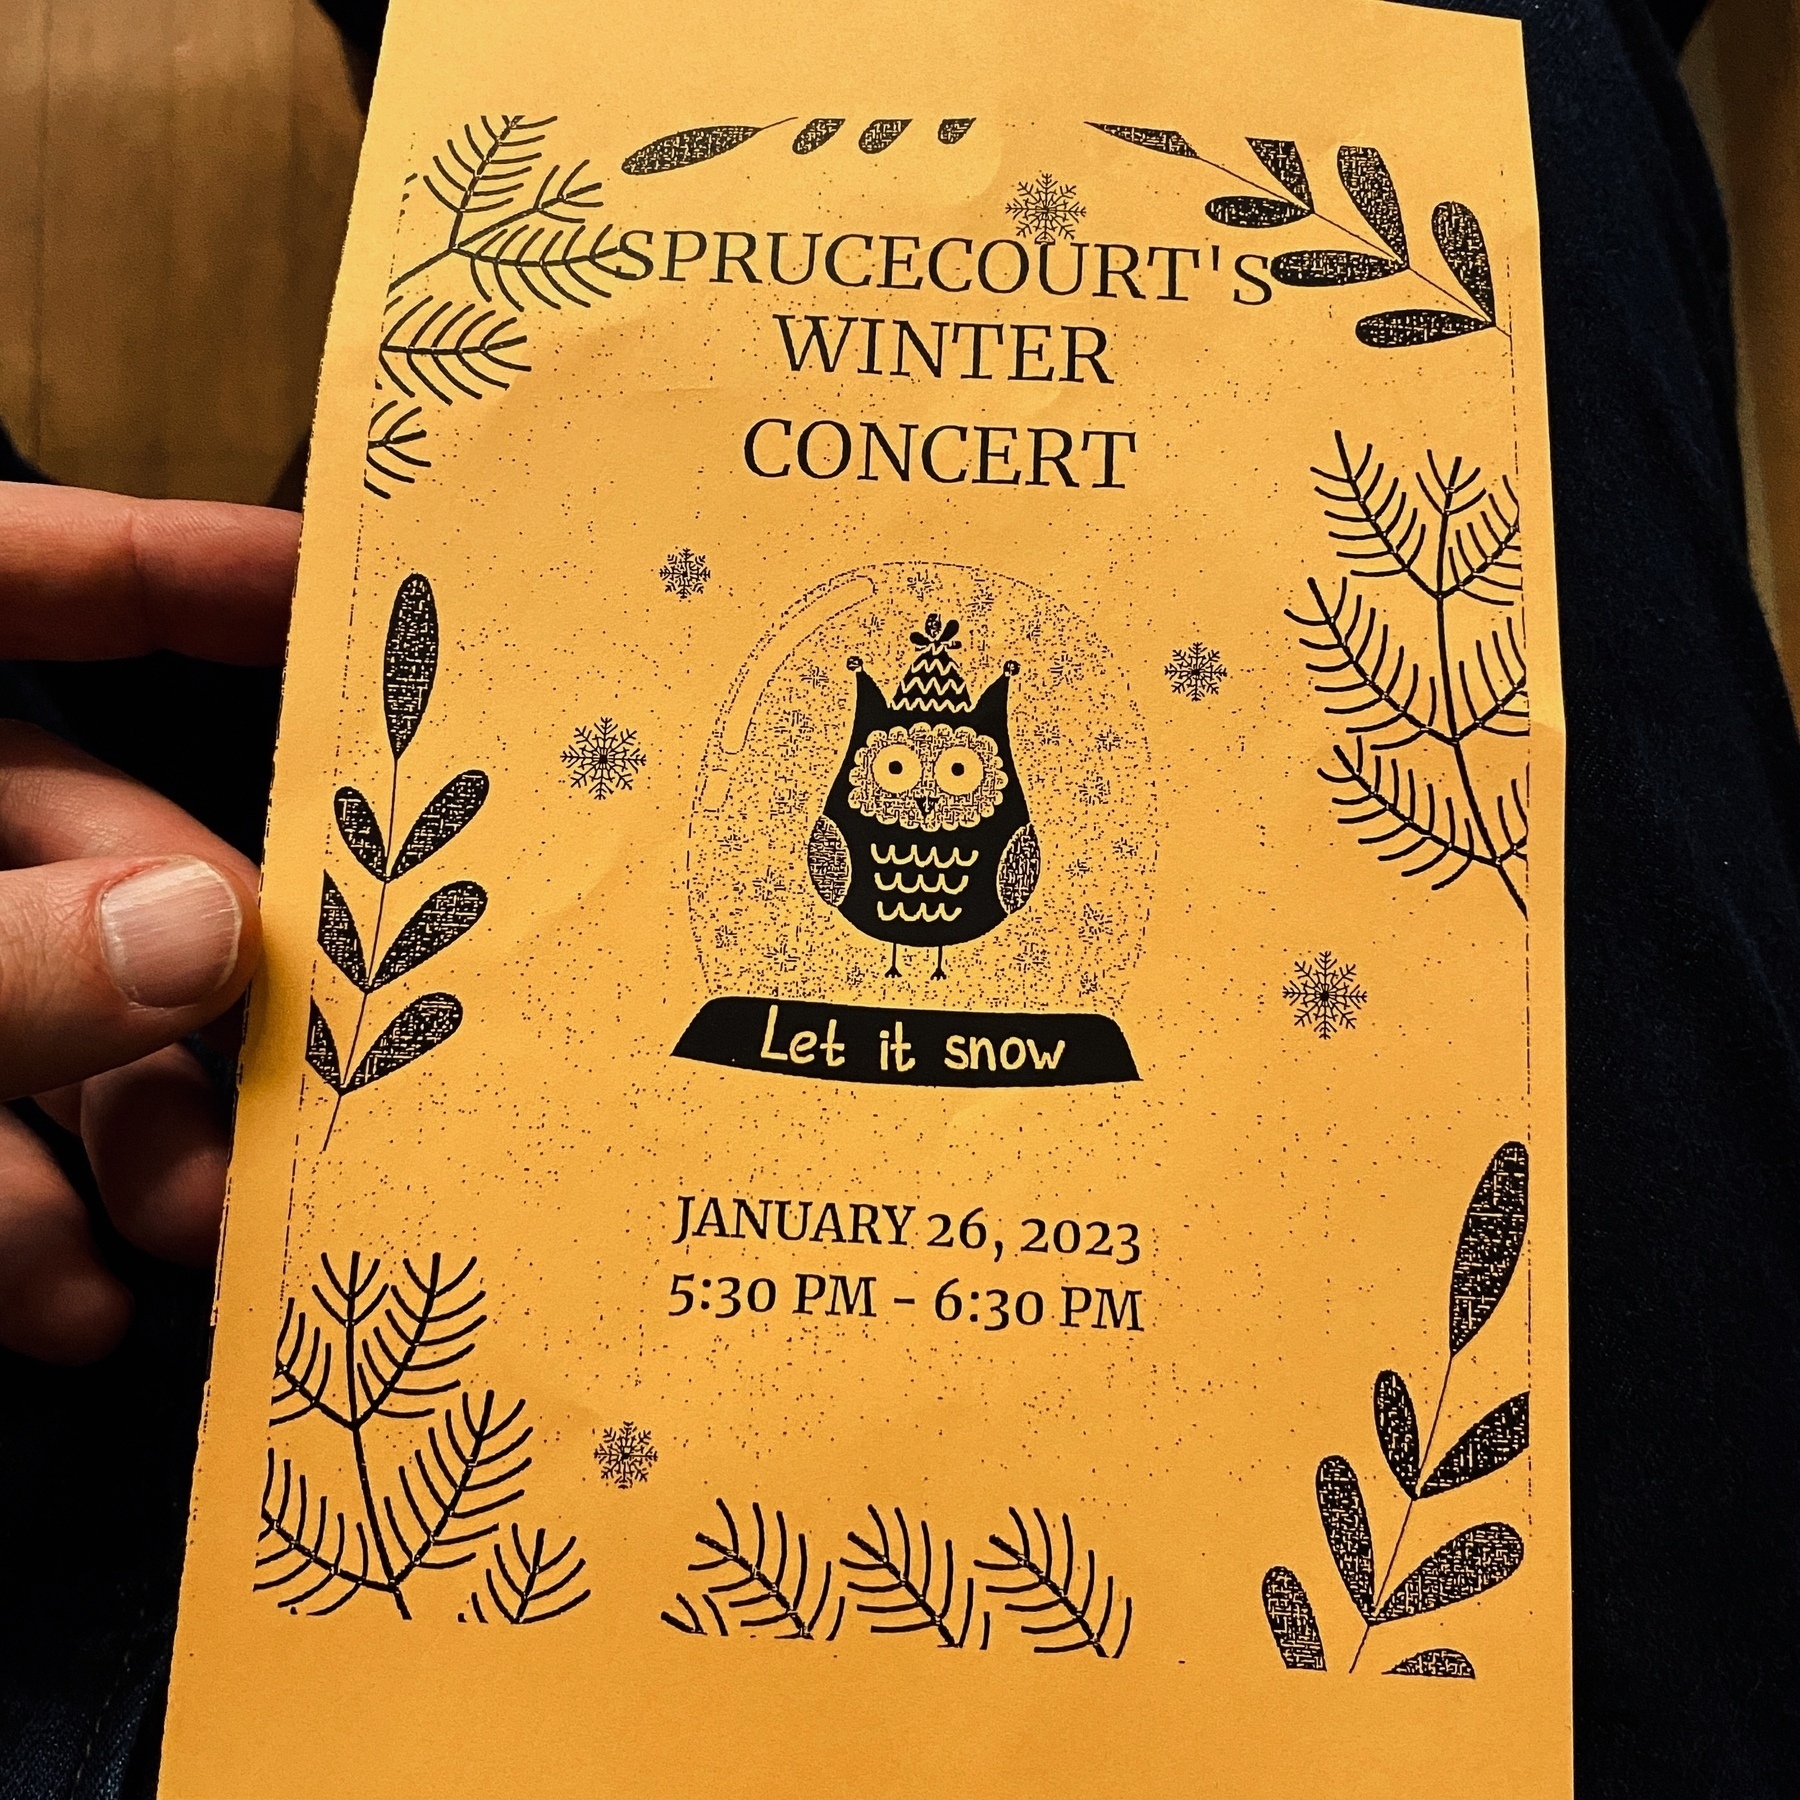 SPRUCECOURT'S
WINTER
CONCERT
Let it snow
JANUARY 26, 2023
5:30 PM - 6:30 PM